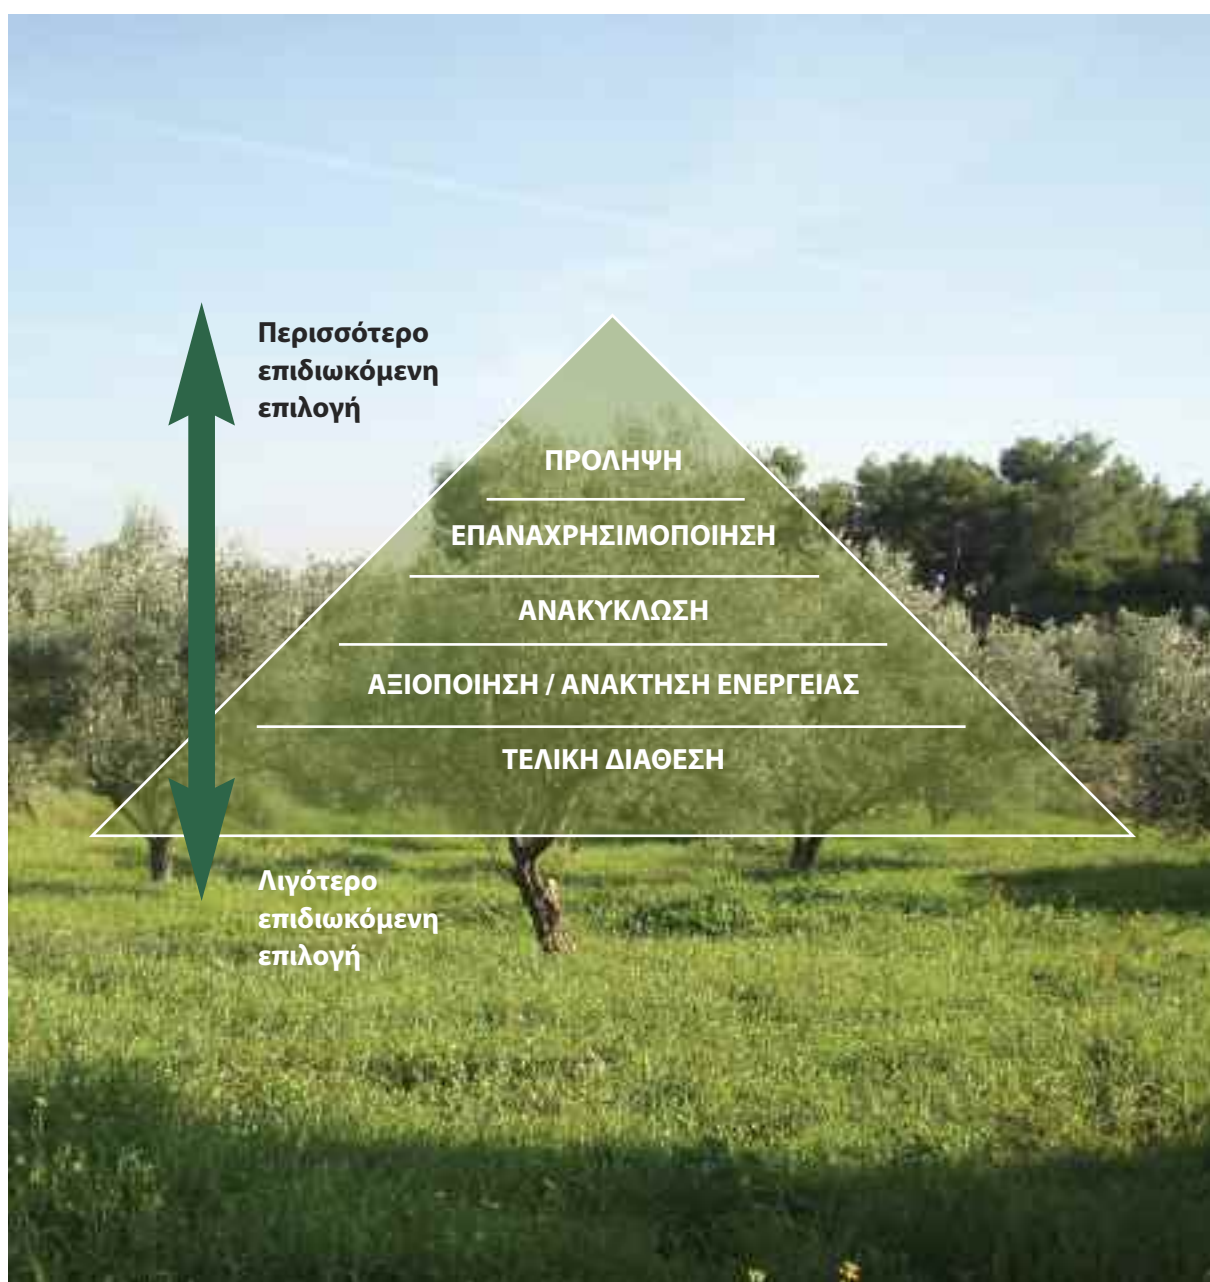 Περισσότερο
επιδιωκόμενη
επιλογή
ΠΡΟΛΗΨΗ
ΕΠΑΝΑΧΡΗΣΙΜΟΠΟΙΗΣΗ
ΑΝΑΚΥΚΛΩΣΗ
ΑΞΙΟΠΟΙΗΣΗ / ΑΝΑΚΤΗΣΗ ΕΝΕΡΓΕΙΑΣ
ΤΕΛΙΚΗ ΔΙΑΘΕΣΗ
Λιγότερο
επιδιωκόμενη
επιλογή